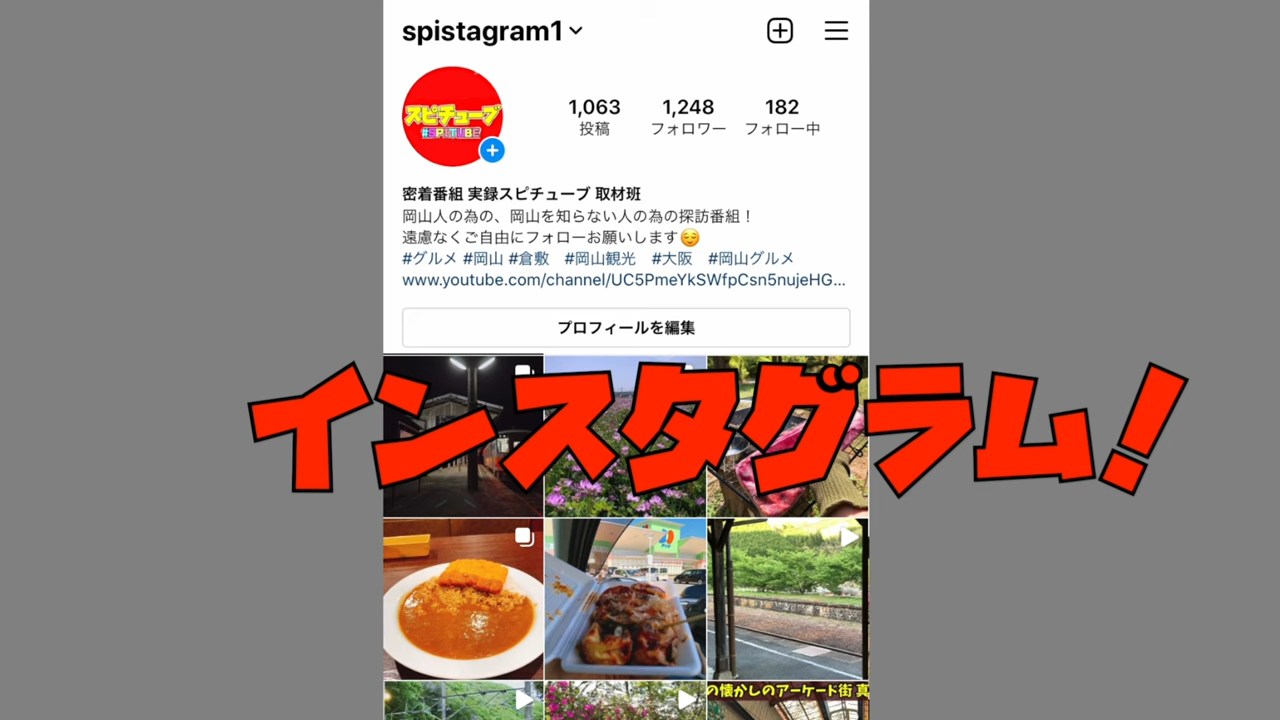 spistagram1
スピチューブ
#SPiTUBE
1,063
1,248
182
投稿
フォロワー
フォロー中
密着番組 実録スピチューブ 取材班
岡山人の為の、岡山を知らない人の為の探訪番組！
遠慮なくご自由にフォローお願いします😌
#グルメ #岡山 #倉敷 #岡山観光 #大阪 #岡山グルメ
www.youtube.com/channel/UC5PmeYkSWfpCsn5nujeHG...
プロフィールを編集
インスタグラム！
の懐かしのアーケード街 真